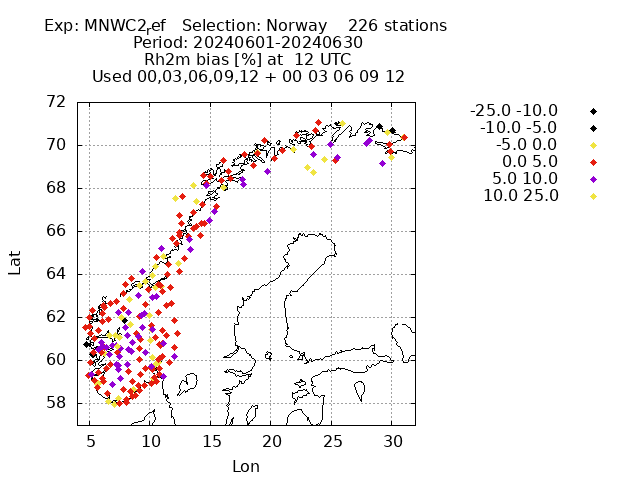 Exp: MNWC2_ref   Selection: Norway    226 stations
Period: 20240601-20240630
Rh2m bias [%] at  12 UTC
Used 00,03,06,09,12 + 00 03 06 09 12
72
70
68
66
64
62
60
58
Lat
5 10 15 20 25 30
Lon
-25.0 -10.0
-10.0 -5.0
-5.0 0.0
0.0 5.0
5.0 10.0
10.0 25.0